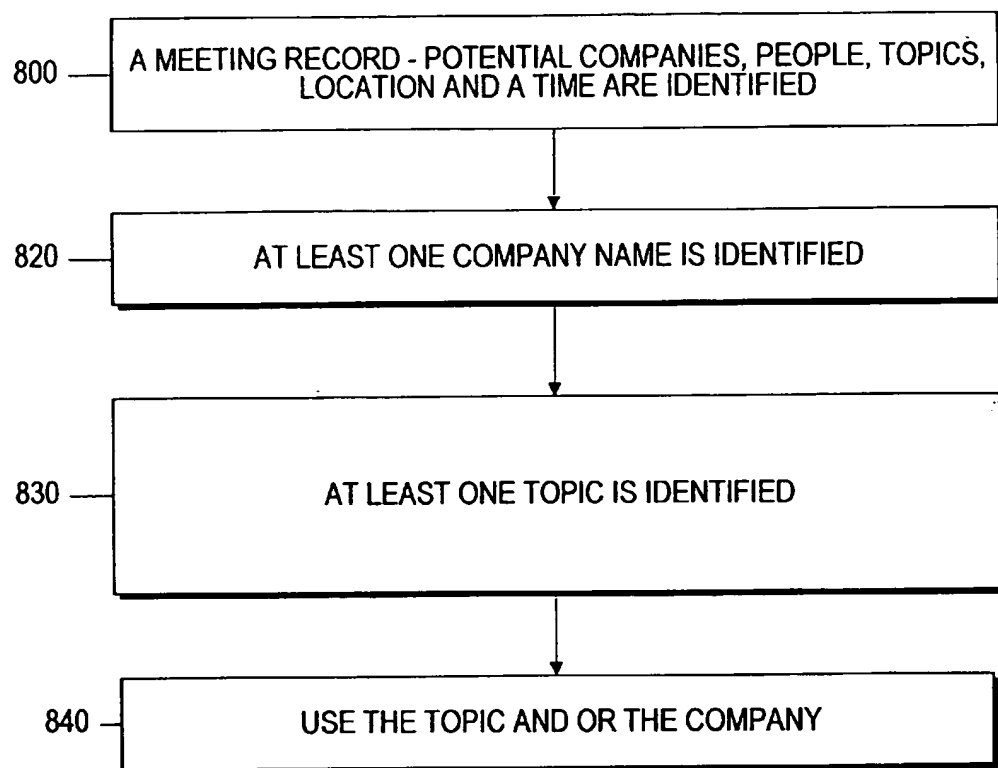 800
A MEETING RECORD - POTENTIAL COMPANIES, PEOPLE, TOPICS,
LOCATION AND A TIME ARE IDENTIFIED
820
AT LEAST ONE COMPANY NAME IS IDENTIFIED
830
AT LEAST ONE TOPIC IS IDENTIFIED
840
USE THE TOPIC AND OR THE COMPANY